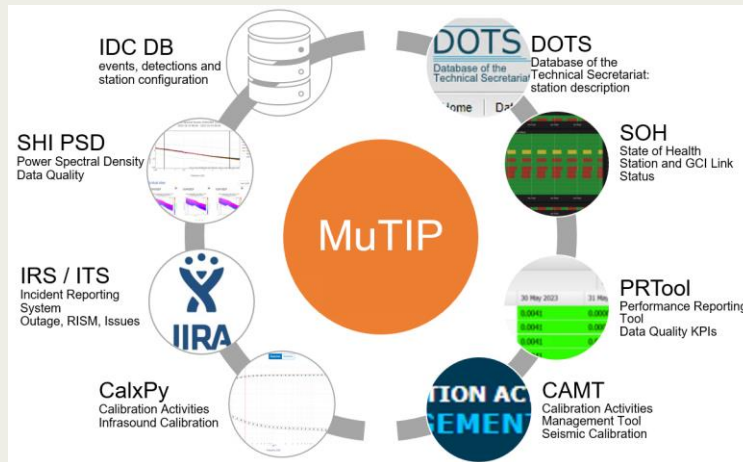 IDC DB
events, detections and
station configuration
DOTS
Database of the
Technical Secretariat
Home
DOTS
Database of the
Technical Secretariat:
station description
SHI PSD
Power Spectral Density
Data Quality
SOH
State of Health
Station and GCI Link
Status
MuTIP
IRS / ITS
Incident Reporting
System
Outage, RISM, Issues
JIRA
30 May 2023
31 May
0.0041
0.0041
0.0041
PRTool
Performance Reporting
Tool
Data Quality KPIs
CalxPy
Calibration Activities
Infrasound Calibration
TION AC
EMENT
CAMT
Calibration Activities
Management Tool
Seismic Calibration